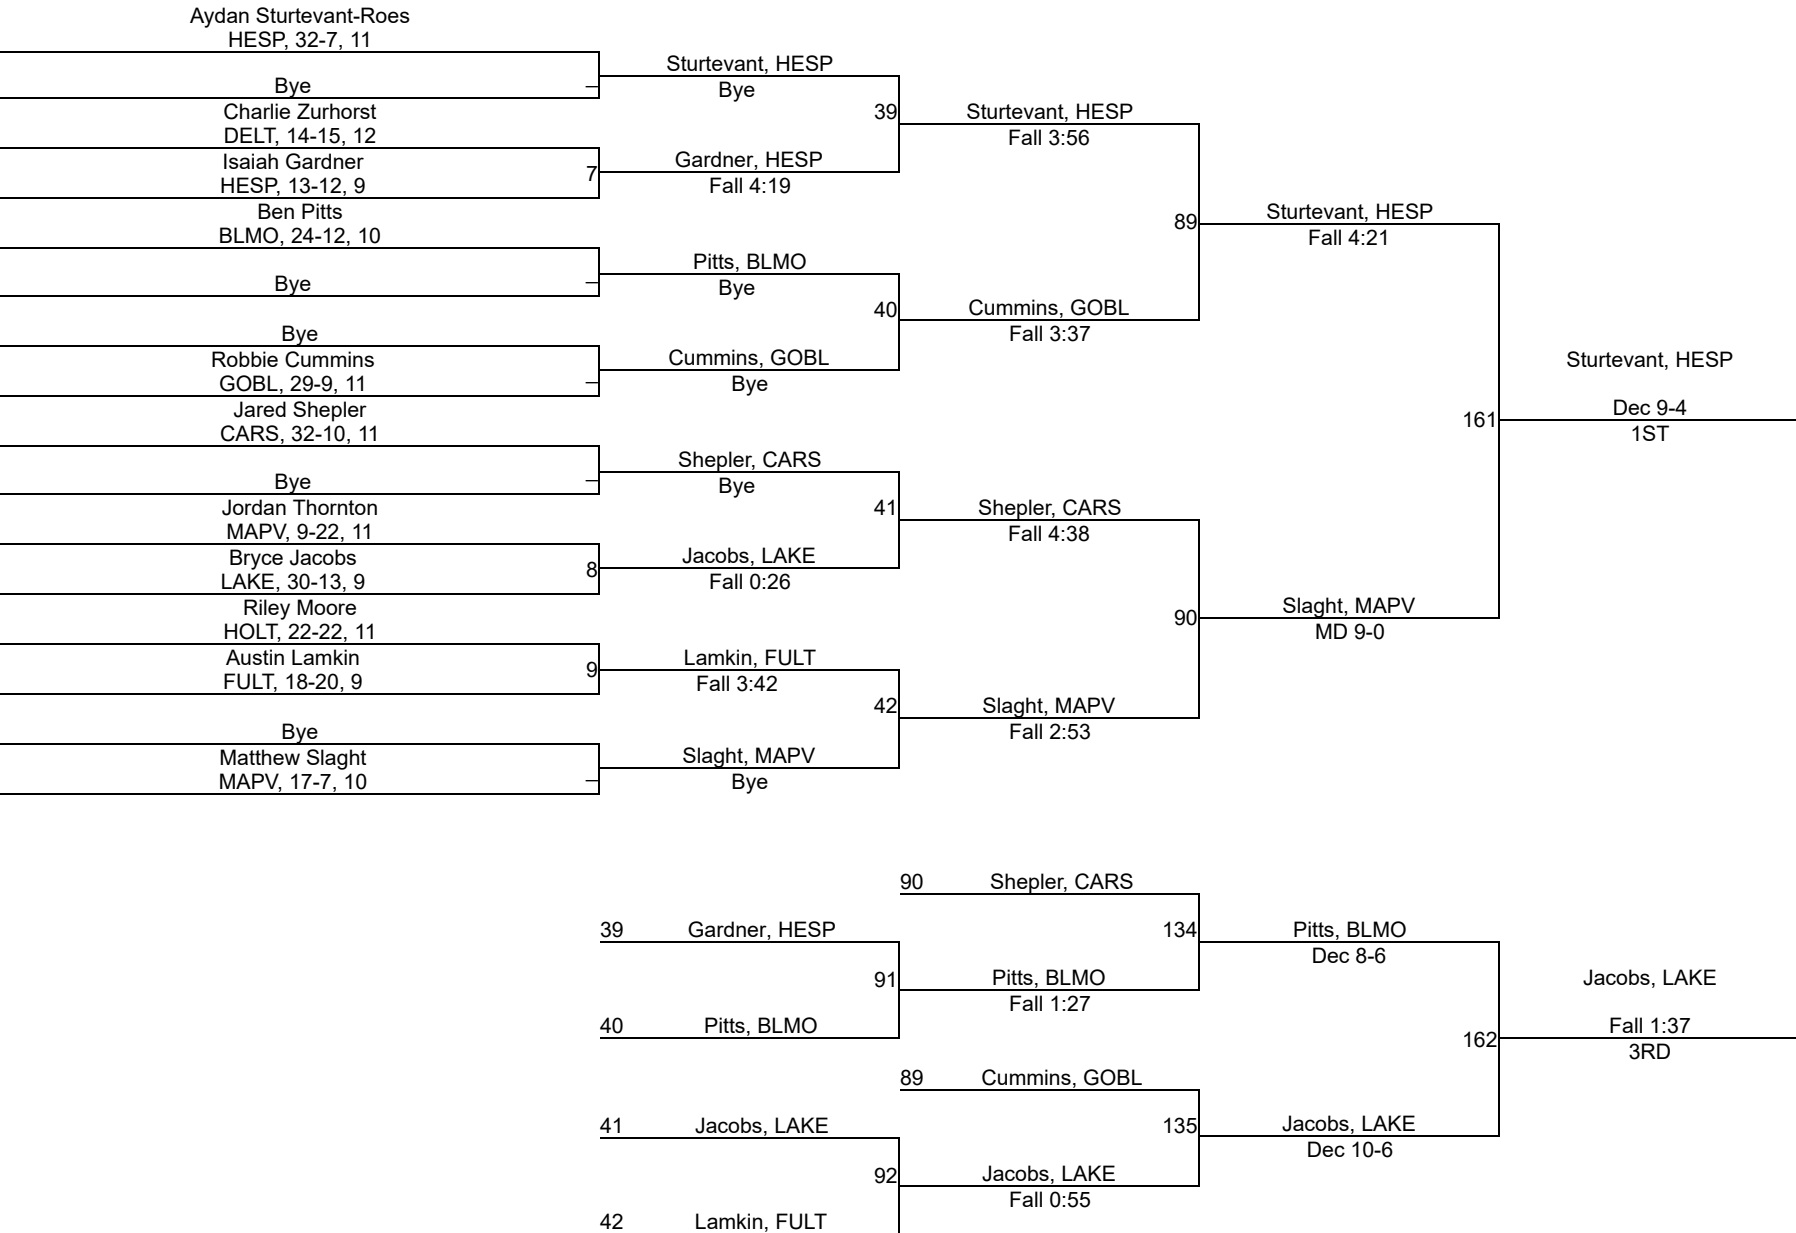 Aydan Sturtevant-Roes
HESP, 32-7, 11
Bye
–
Charlie Zurhorst
DELT, 14-15, 12
Isaiah Gardner
HESP, 13-12, 9
7
Ben Pitts
BLMO, 24-12, 10
Bye
–
Bye
Robbie Cummins
GOBL, 29-9, 11
–
Jared Shepler
CARS, 32-10, 11
Bye
–
Jordan Thornton
MAPV, 9-22, 11
Bryce Jacobs
LAKE, 30-13, 9
8
Riley Moore
HOLT, 22-22, 11
Austin Lamkin
FULT, 18-20, 9
9
Bye
Matthew Slaght
MAPV, 17-7, 10
–
Sturtevant, HESP
Bye
39
Gardner, HESP
Fall 4:19
Pitts, BLMO
Bye
40
Cummins, GOBL
Bye
Shepler, CARS
Bye
41
Jacobs, LAKE
Fall 0:26
Lamkin, FULT
Fall 3:42
42
Slaght, MAPV
Bye
Sturtevant, HESP
Fall 3:56
89
Cummins, GOBL
Fall 3:37
Shepler, CARS
Fall 4:38
90
Slaght, MAPV
Fall 2:53
Sturtevant, HESP
Fall 4:21
161
Slaght, MAPV
MD 9-0
Sturtevant, HESP
Dec 9-4
1ST
39 Gardner, HESP
91
40 Pitts, BLMO
41 Jacobs, LAKE
92
42 Lamkin, FULT
90 Shepler, CARS
134
Pitts, BLMO
Fall 1:27
89 Cummins, GOBL
135
Jacobs, LAKE
Fall 0:55
Pitts, BLMO
Dec 8-6
162
Jacobs, LAKE
Dec 10-6
Jacobs, LAKE
Fall 1:37
3RD